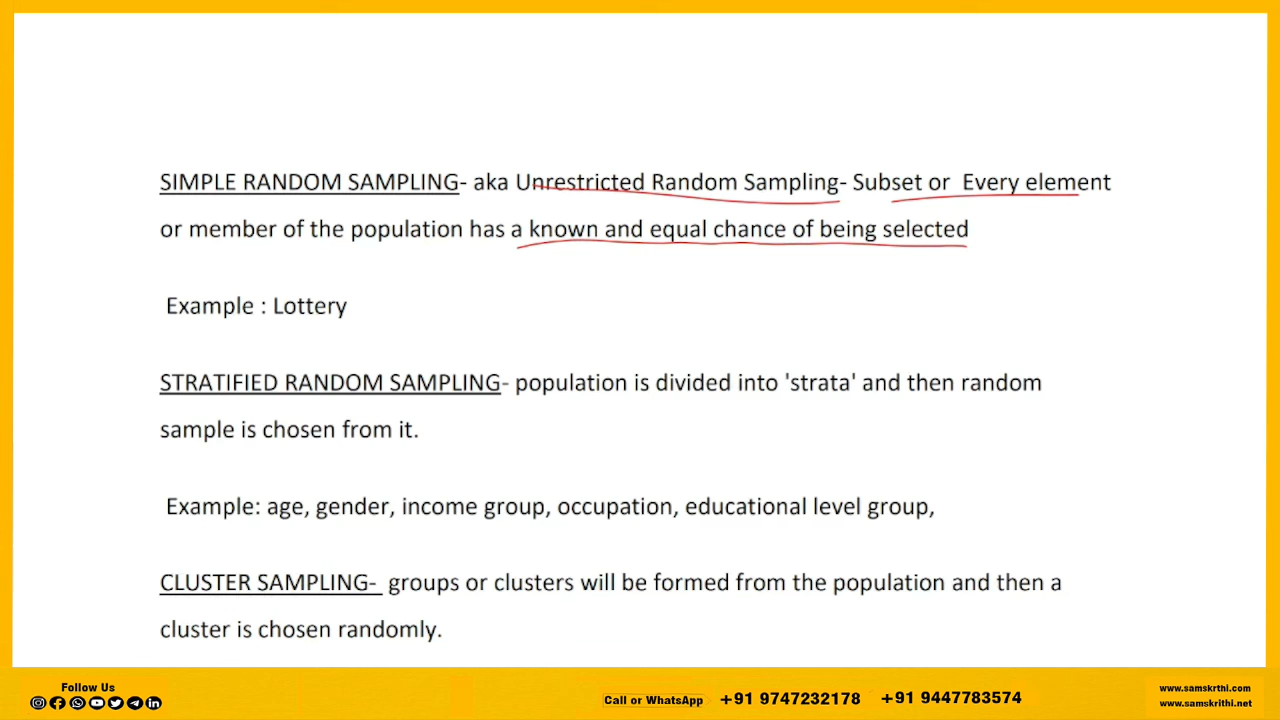 SIMPLE RANDOM SAMPLING- aka Unrestricted Random Sampling- Subset or Every element
or member of the population has a known and equal chance of being selected
Example : Lottery
STRATIFIED RANDOM SAMPLING- population is divided into 'strata' and then random
sample is chosen from it.
Example: age, gender, income group, occupation, educational level group,
CLUSTER SAMPLING- groups or clusters will be formed from the population and then a
cluster is chosen randomly.
Follow Us
Call or WhatsApp +91 9747232178 +91 9447783574
www.samskrthi.com
www.samskrithi.net